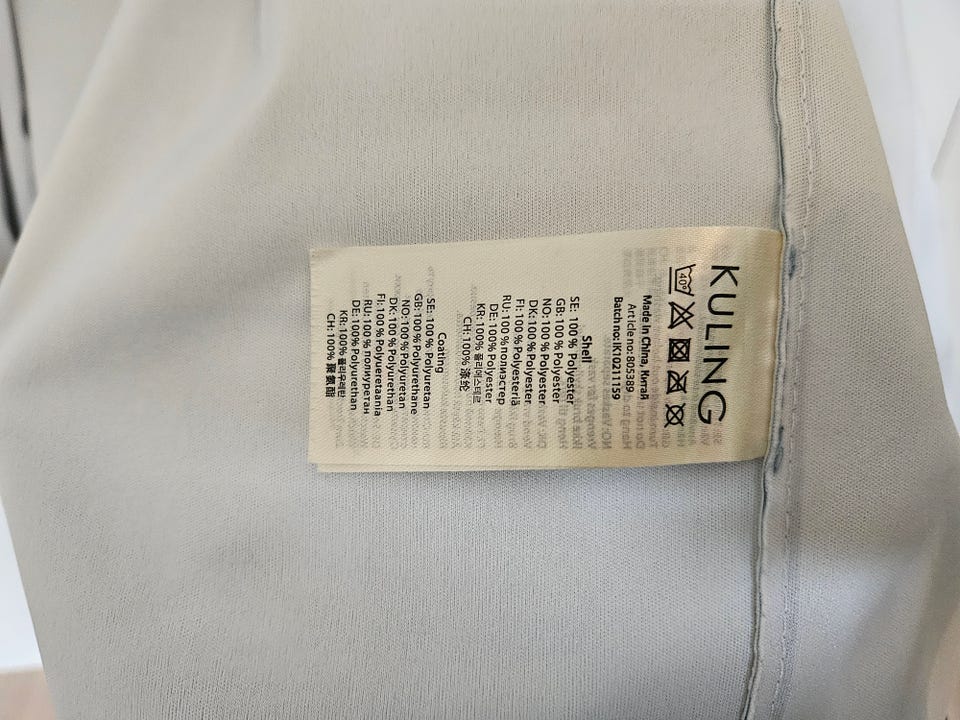 KULING
40°
Made in China, Китай
Article no: 805389
Batch no: JK10211159
Shell
SE: 100 % Polyester
GB: 100 % Polyester
NO: 100 % Polyester
DK: 100 % Polyester
FI: 100 % Polyesteriä
RU: 100 % полиэстер
DE: 100% Polyester
KR: 100% 폴리에스테르
CH: 100% 涤纶
Coating
SE: 100 % Polyuretan
GB: 100 % Polyurethane
NO: 100 % Polyuretan
DK: 100 % Polyurethan
FI: 100 % Polyueretaania
RU: 100 % полиуретан
DE: 100% Polyurethan
KR: 100% 폴리우레탄
CH: 100% 聚氨酯